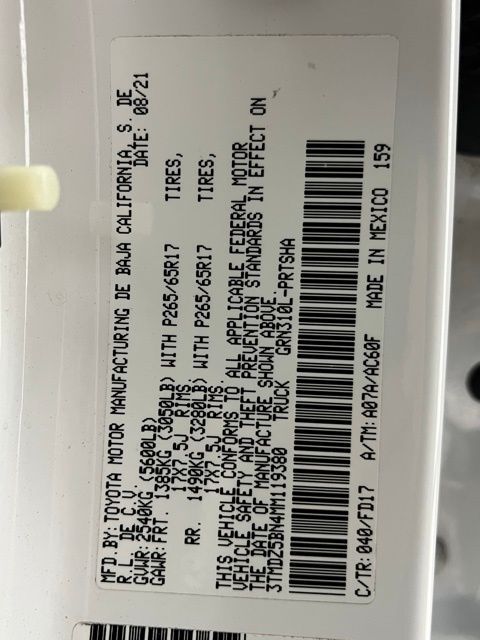 MFD.BY:TOYOTA MOTOR MANUFACTURING DE BAJA CALIFORNIA, S. DE
R.L. DE C.V. DATE: 08/21
GVWR: 2540KG (5600LB)
GAWR: FRT. 1385KG (3050LB) WITH P265/65R17 TIRES,
17X7.5J RIMS,
RR. 1490KG (3280LB) WITH P265/65R17 TIRES,
17X7.5J RIMS.
THIS VEHICLE CONFORMS TO ALL APPLICABLE FEDERAL MOTOR
VEHICLE SAFETY AND THEFT PREVENTION STANDARDS IN EFFECT ON
THE DATE OF MANUFACTURE SHOWN ABOVE.
3TMDZ5BN4MM119380 TRUCK GRN310L-PRTSHA
C/TR: 040/FD17 A/TM: A07A/AC60F MADE IN MEXICO 159